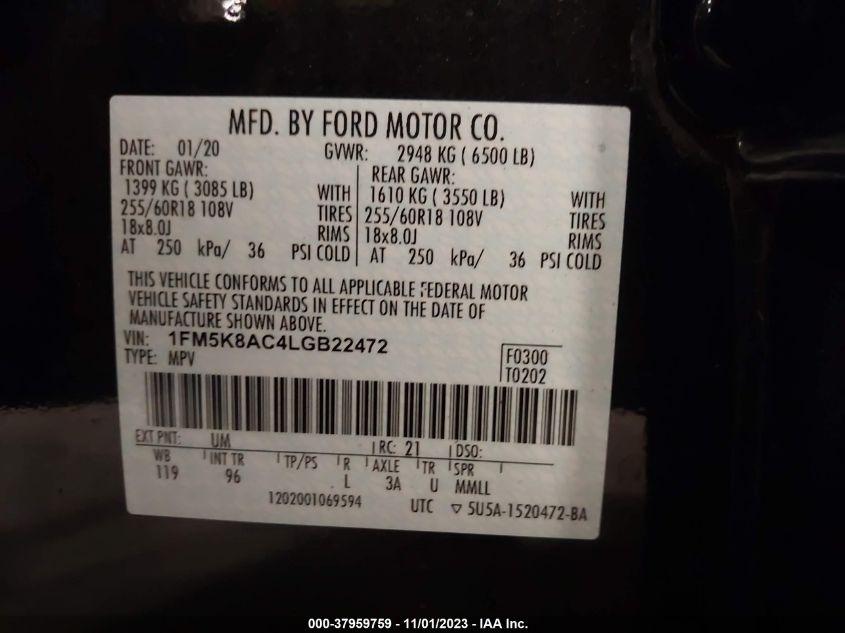 MFD. BY FORD MOTOR CO.
DATE: 01/20 GVWR: 2948 KG ( 6500 LB)
FRONT GAWR: REAR GAWR:
1399 KG ( 3085 LB) WITH 1610 KG ( 3550 LB) WITH
255/60R18 108V TIRES 255/60R18 108V TIRES
18x8.0J RIMS 18x8.0J RIMS
AT 250 kPa/ 36 PSI COLD AT 250 kPa/ 36 PSI COLD
THIS VEHICLE CONFORMS TO ALL APPLICABLE FEDERAL MOTOR
VEHICLE SAFETY STANDARDS IN EFFECT ON THE DATE OF
MANUFACTURE SHOWN ABOVE.
VIN: 1FM5K8AC4LGB22472
TYPE: MPV F0300
T0202
EXT PNT: UM RC: 21 DSO:
WB INT TR TP/PS R AXLE TR SPR
119 96 L 3A U MMLL
1202001069594 UTC ▽ 5U5A-1520472-BA
000-37959759 - 11/01/2023 - IAA Inc.